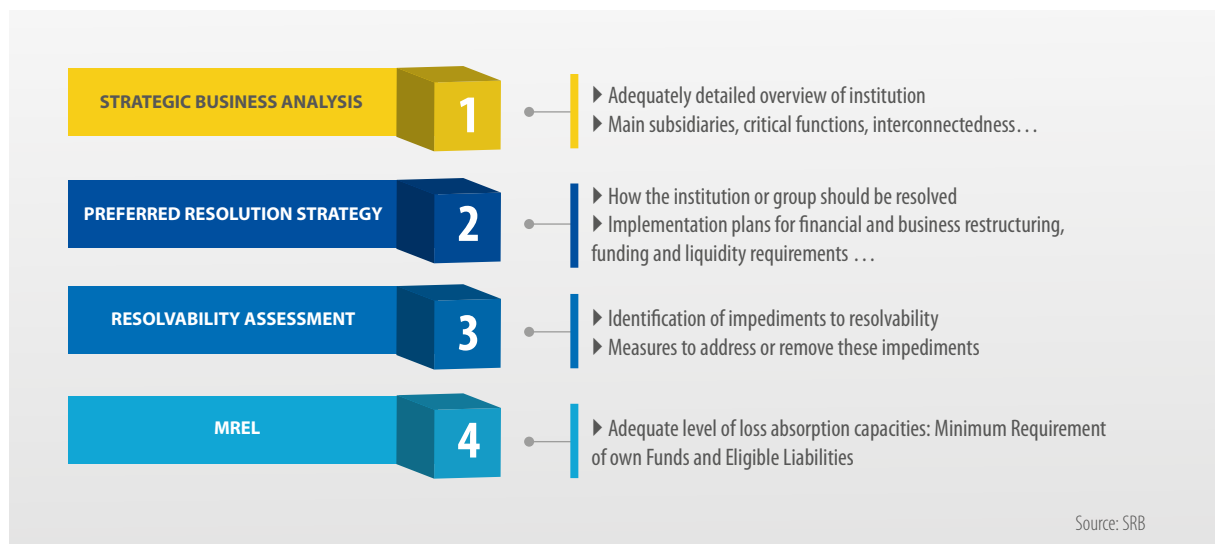 STRATEGIC BUSINESS ANALYSIS
1
▶ Adequately detailed overview of institution
▶ Main subsidiaries, critical functions, interconnectedness…
PREFERRED RESOLUTION STRATEGY
2
▶ How the institution or group should be resolved
▶ Implementation plans for financial and business restructuring,
funding and liquidity requirements …
RESOLVABILITY ASSESSMENT
3
▶ Identification of impediments to resolvability
▶ Measures to address or remove these impediments
MREL
4
▶ Adequate level of loss absorption capacities: Minimum Requirement
of own Funds and Eligible Liabilities
Source: SRB